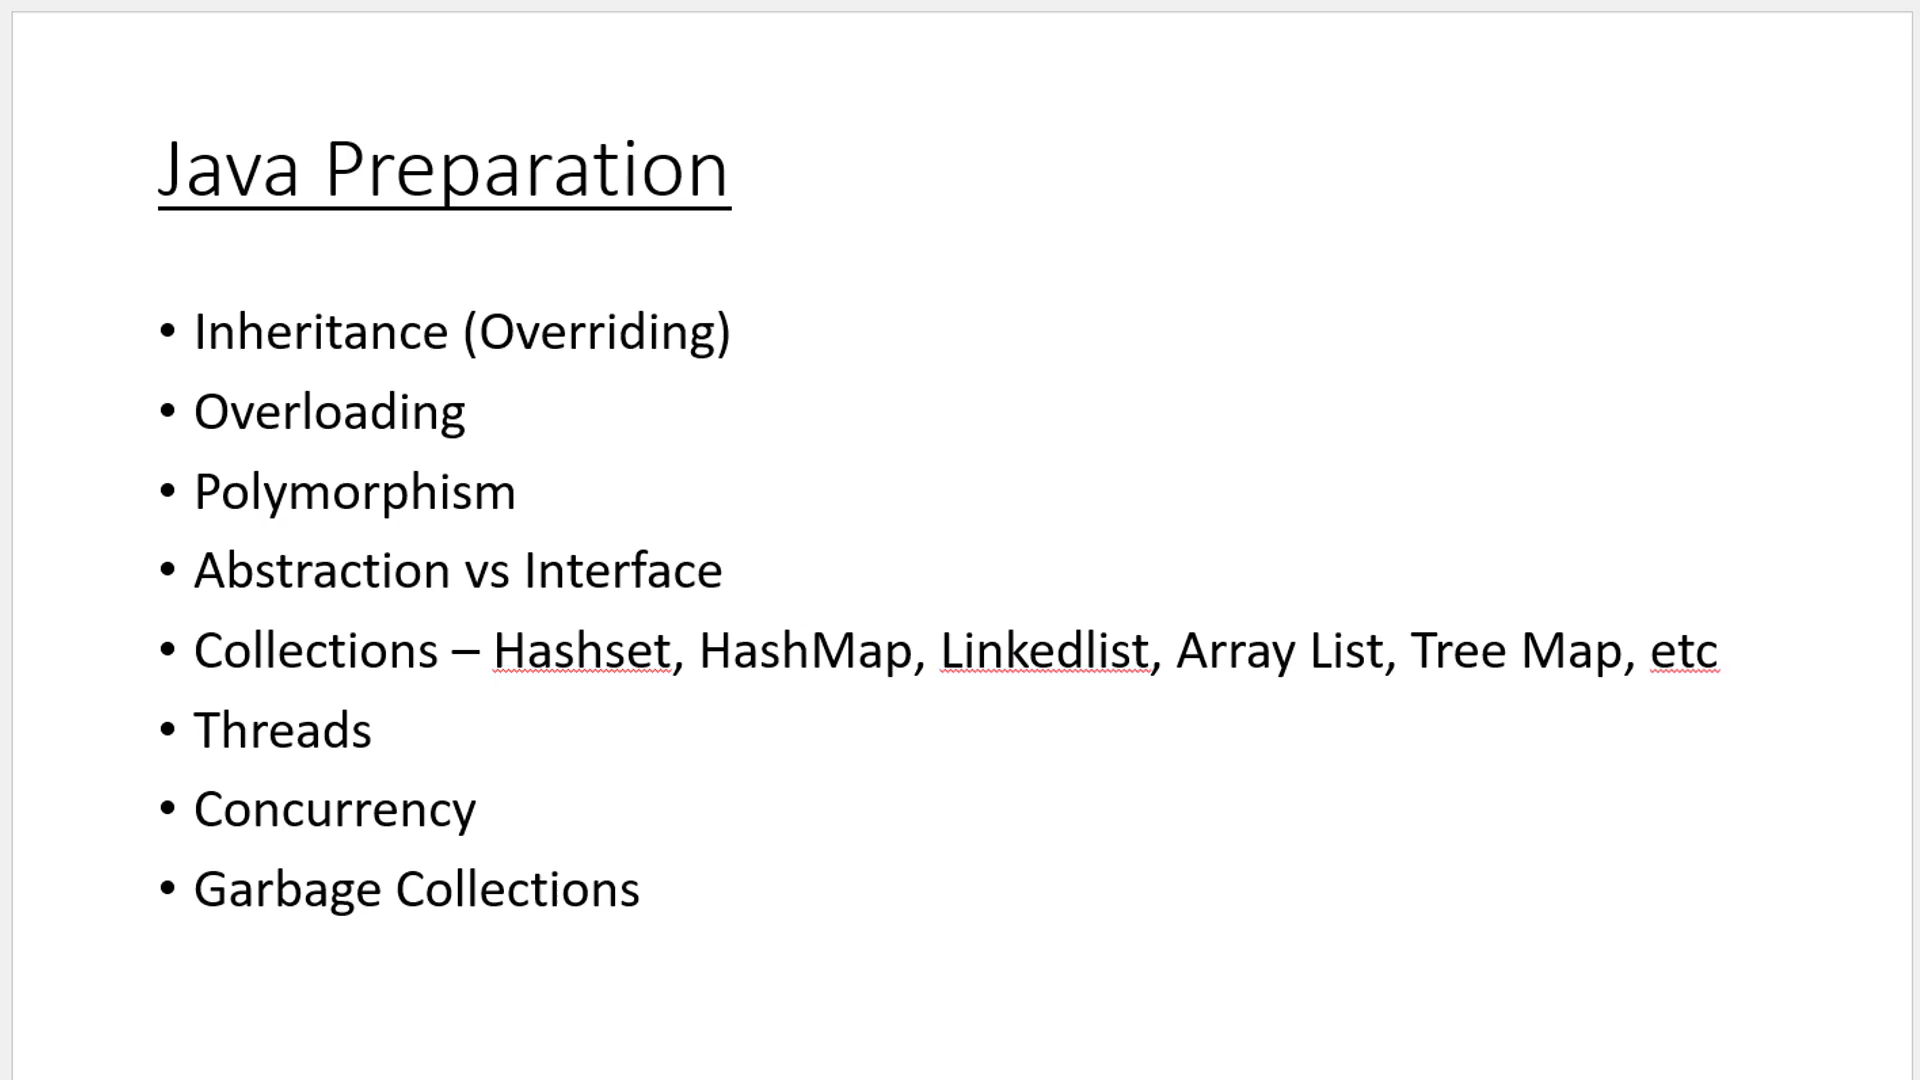 Java Preparation
• Inheritance (Overriding)
• Overloading
• Polymorphism
• Abstraction vs Interface
• Collections – Hashset, HashMap, Linkedlist, Array List, Tree Map, etc
• Threads
• Concurrency
• Garbage Collections